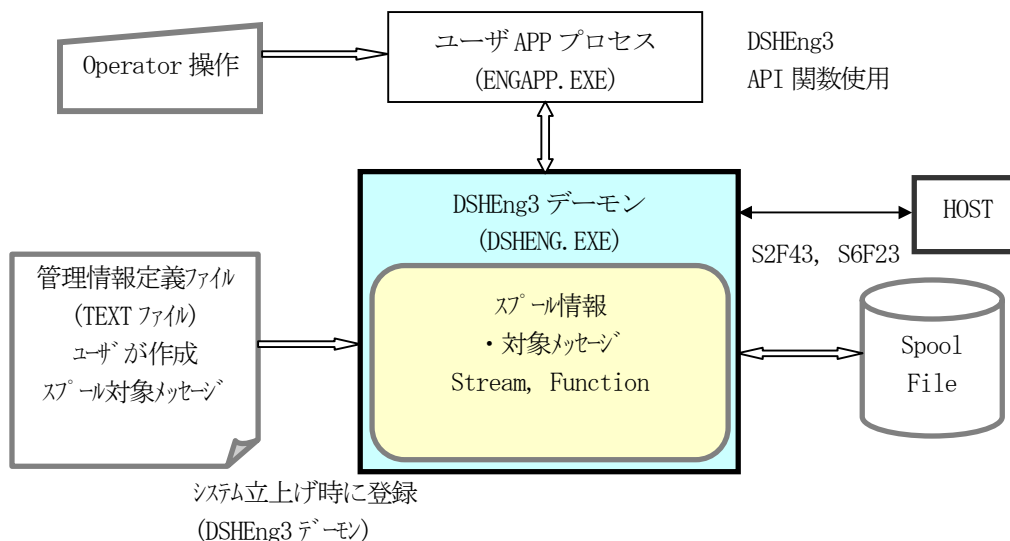 Operator 操作
ユーザ APP プロセス
(ENGAPP.EXE)
DSHEng3
API 関数使用
DSHEng3 デーモン
(DSHENG.EXE)
HOST
S2F43, S6F23
管理情報定義ファイル
(TEXT ファイル)
ユーザが作成
スプール対象メッセージ
スプール情報
・対象メッセージ
Stream, Function
Spool
File
システム立上げ時に登録
(DSHEng3 デーモン)